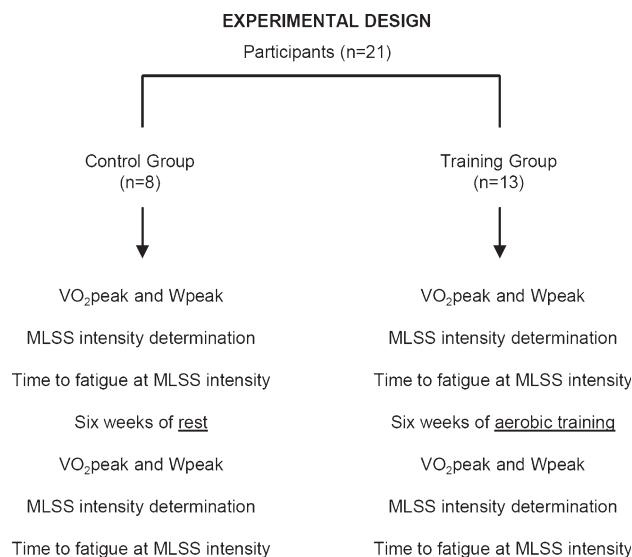 EXPERIMENTAL DESIGN
Participants (n=21)
Control Group
(n=8)
VO₂peak and Wpeak
MLSS intensity determination
Time to fatigue at MLSS intensity
Six weeks of rest
VO₂peak and Wpeak
MLSS intensity determination
Time to fatigue at MLSS intensity
Training Group
(n=13)
VO₂peak and Wpeak
MLSS intensity determination
Time to fatigue at MLSS intensity
Six weeks of aerobic training
VO₂peak and Wpeak
MLSS intensity determination
Time to fatigue at MLSS intensity